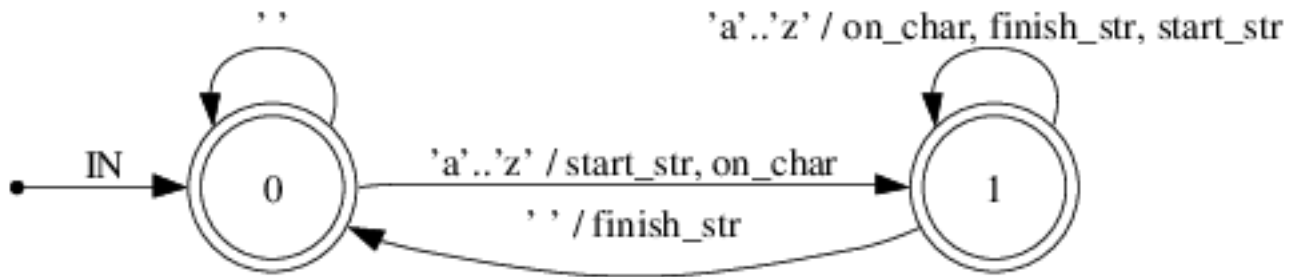 ' '
'a'..'z' / on_char, finish_str, start_str
IN
0
'a'..'z' / start_str, on_char
1
' ' / finish_str